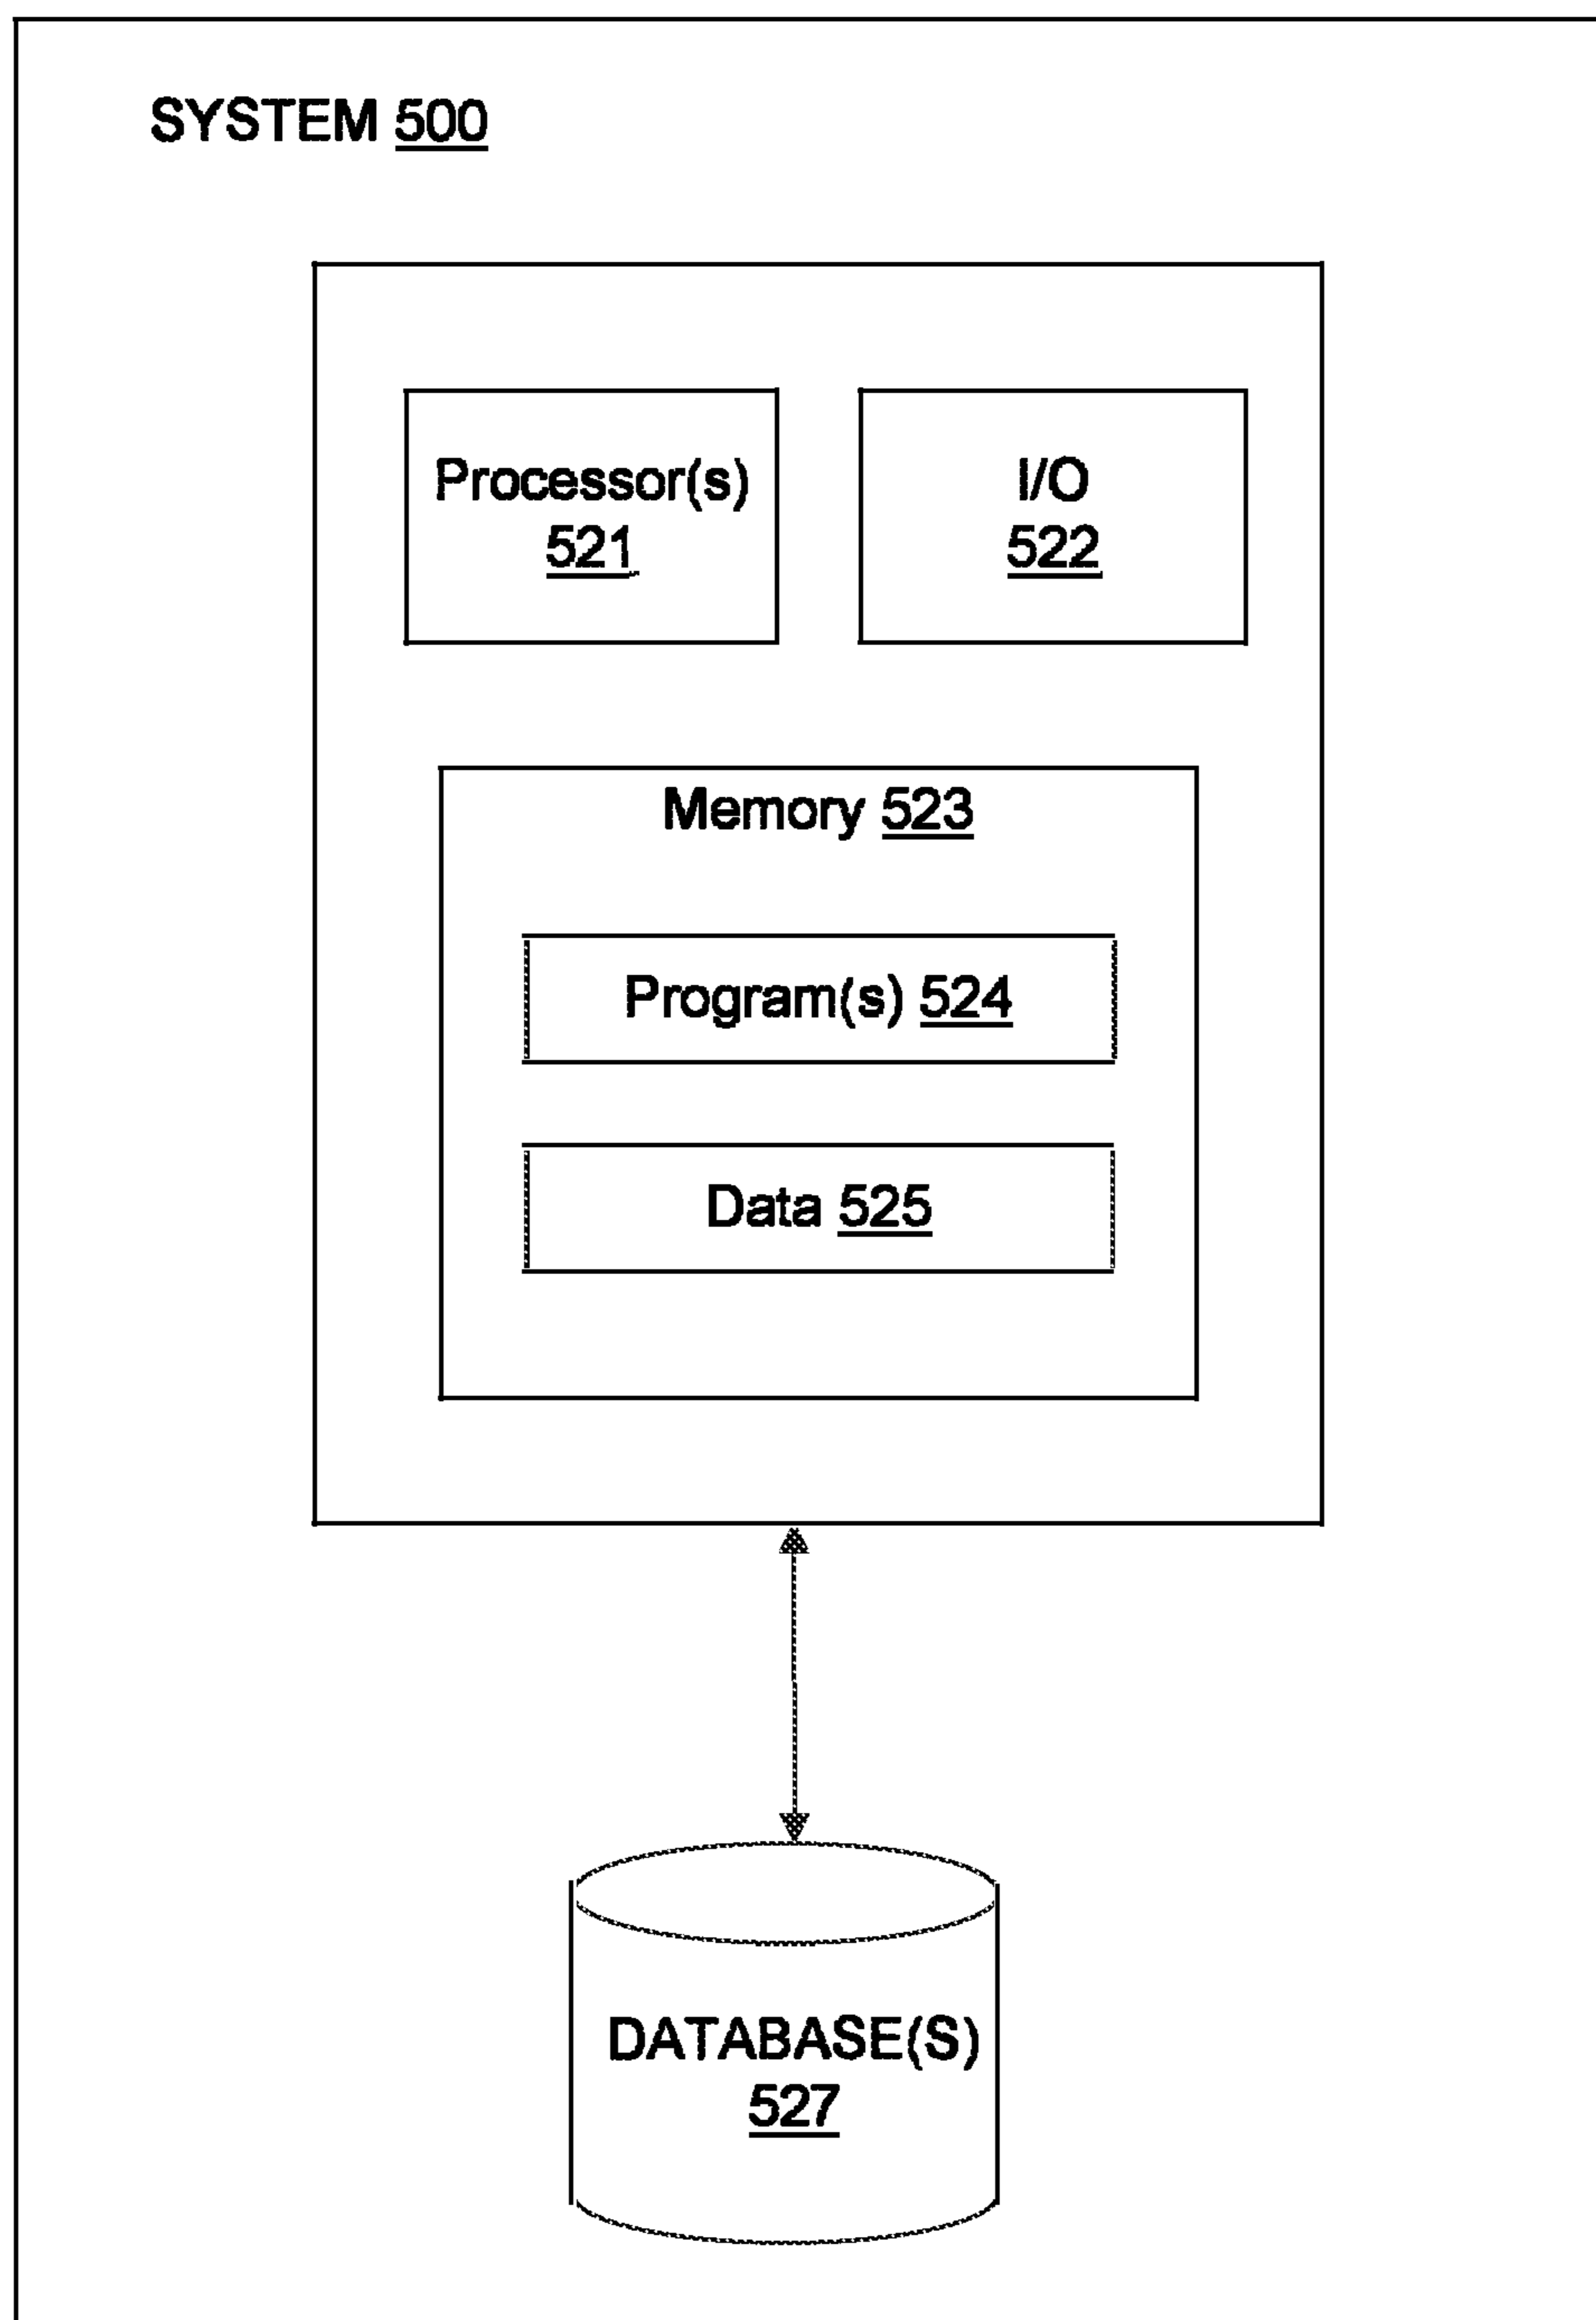 SYSTEM 500
Processor(s)
521
I/O
522
Memory 523
Program(s) 524
Data 525
DATABASE(S)
527